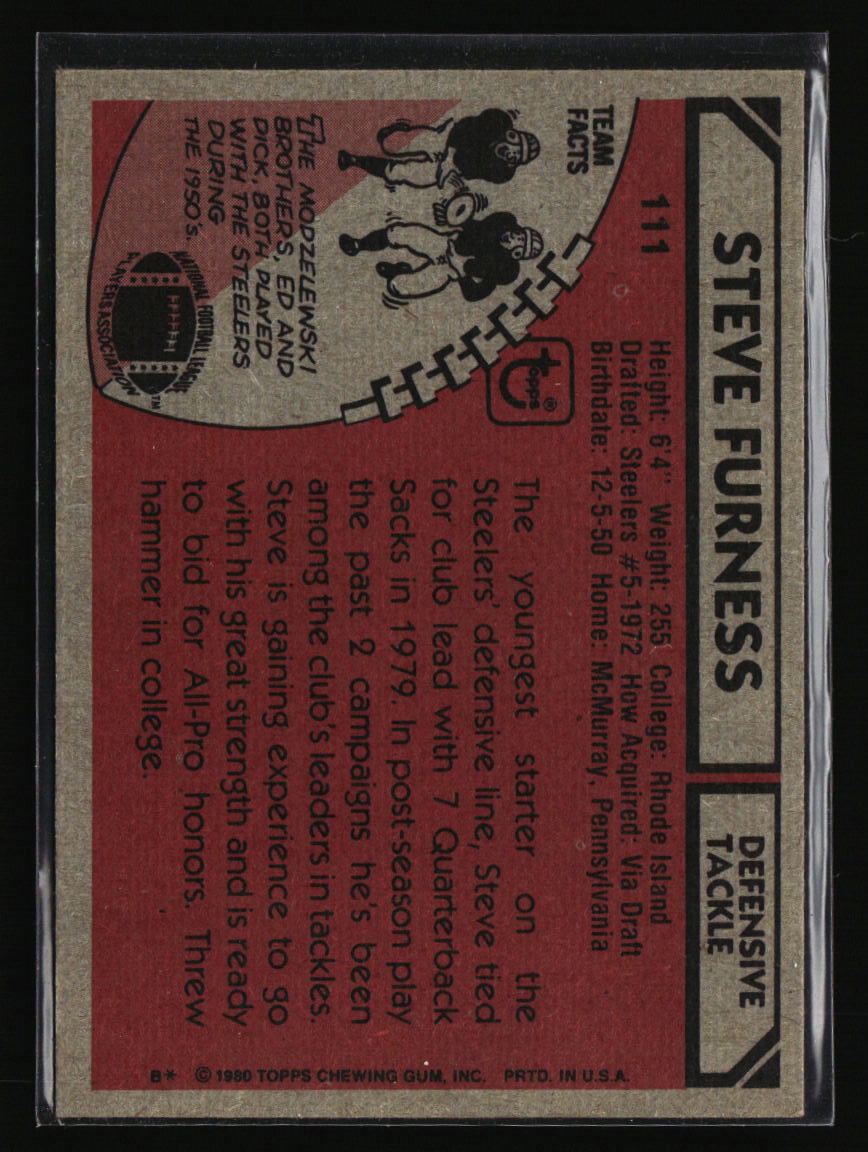 STEVE FURNESS
DEFENSIVE
TACKLE
111
Height: 6'4" Weight: 255 College: Rhode Island
Drafted: Steelers #5-1972 How Acquired: Via Draft
Birthdate: 12-5-50 Home: McMurray, Pennsylvania
TEAM
FACTS
THE MODZELEWSKI
BROTHERS, ED AND
DICK, BOTH PLAYED
WITH THE STEELERS
DURING
THE 1950's.
NATIONAL FOOTBALL LEAGUE
PLAYERS ASSOCIATION
TM
topps®
The youngest starter on the
Steelers' defensive line, Steve tied
for club lead with 7 Quarterback
Sacks in 1979. In post-season play
the past 2 campaigns he's been
among the club's leaders in tackles.
Steve is gaining experience to go
with his great strength and is ready
to bid for All-Pro honors. Threw
hammer in college.
B* © 1980 TOPPS CHEWING GUM, INC. PRTD. IN U.S.A.